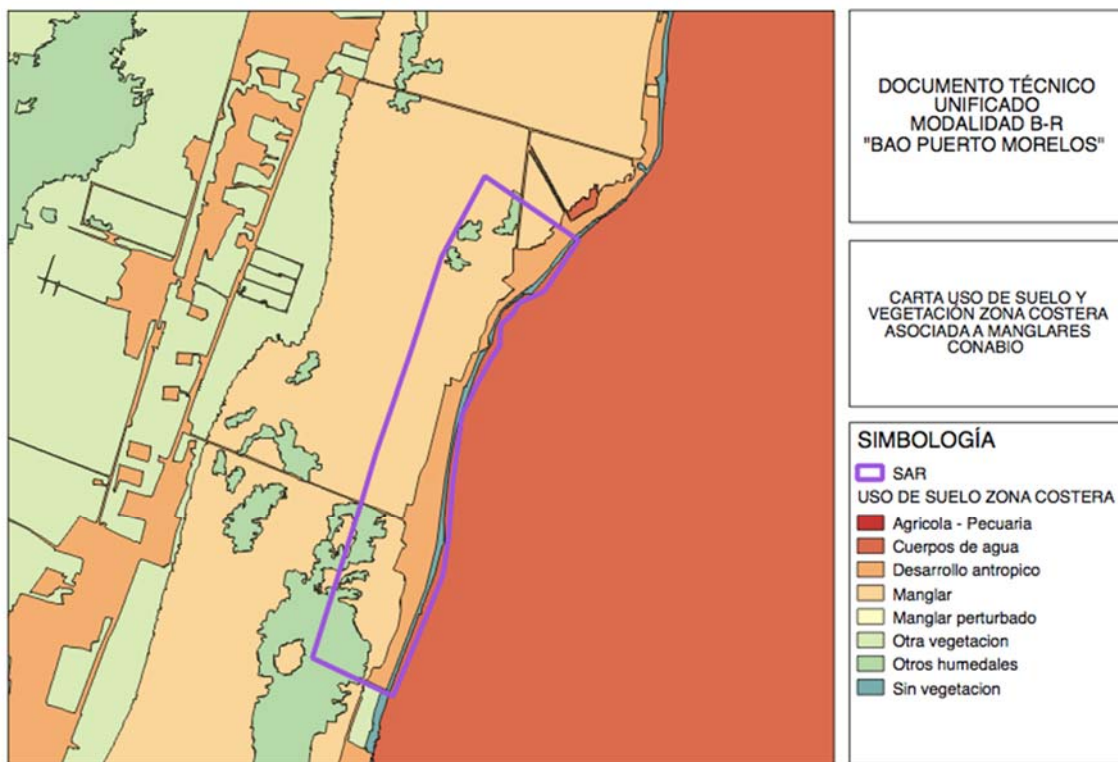 DOCUMENTO TÉCNICO
UNIFICADO
MODALIDAD B-R
"BAO PUERTO MORELOS"
CARTA USO DE SUELO Y
VEGETACIÓN ZONA COSTERA
ASOCIADA A MANGLARES
CONABIO
SIMBOLOGÍA
SAR
USO DE SUELO ZONA COSTERA
Agricola - Pecuaria
Cuerpos de agua
Desarrollo antropico
Manglar
Manglar perturbado
Otra vegetacion
Otros humedales
Sin vegetacion